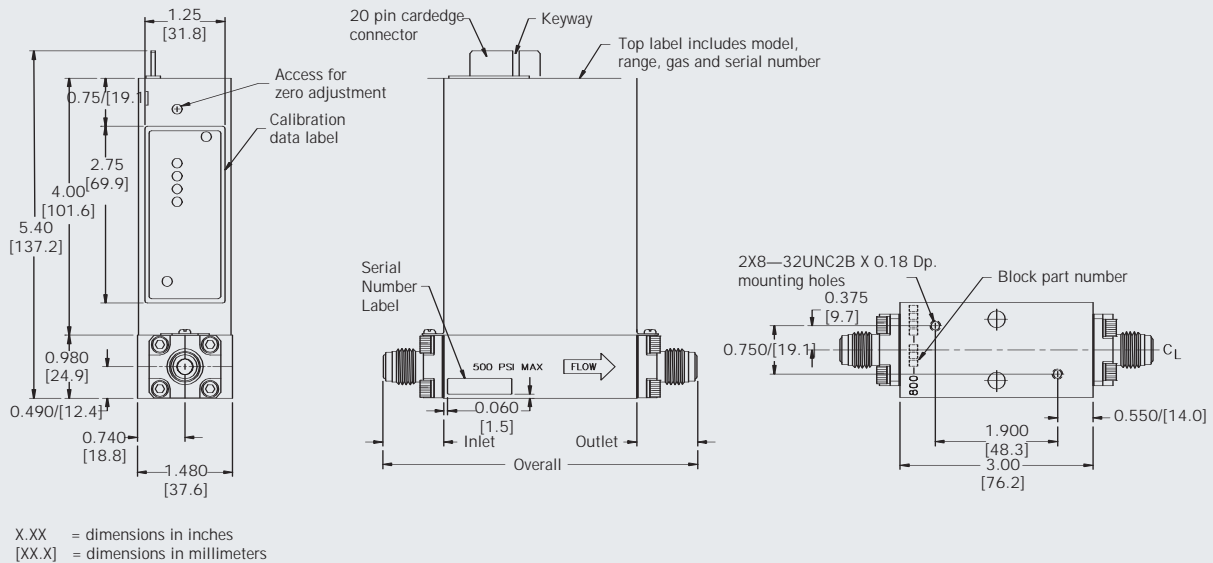 1.25
[31.8]
20 pin cardedge
connector
Keyway
Top label includes model,
range, gas and serial number
Access for
zero adjustment
0.75/[19.1]
Calibration
data label
2.75
[69.9]
4.00
[101.6]
5.40
[137.2]
0.980
[24.9]
0.490/[12.4]
0.740
[18.8]
1.480
[37.6]
Serial
Number
Label
500 PSI MAX
FLOW
0.060
[1.5]
Inlet
Outlet
Overall
2X8—32UNC2B X 0.18 Dp.
mounting holes
Block part number
0.375
[9.7]
0.750/[19.1]
CL
008
0.550/[14.0]
1.900
[48.3]
3.00
[76.2]
X.XX = dimensions in inches
[XX.X] = dimensions in millimeters